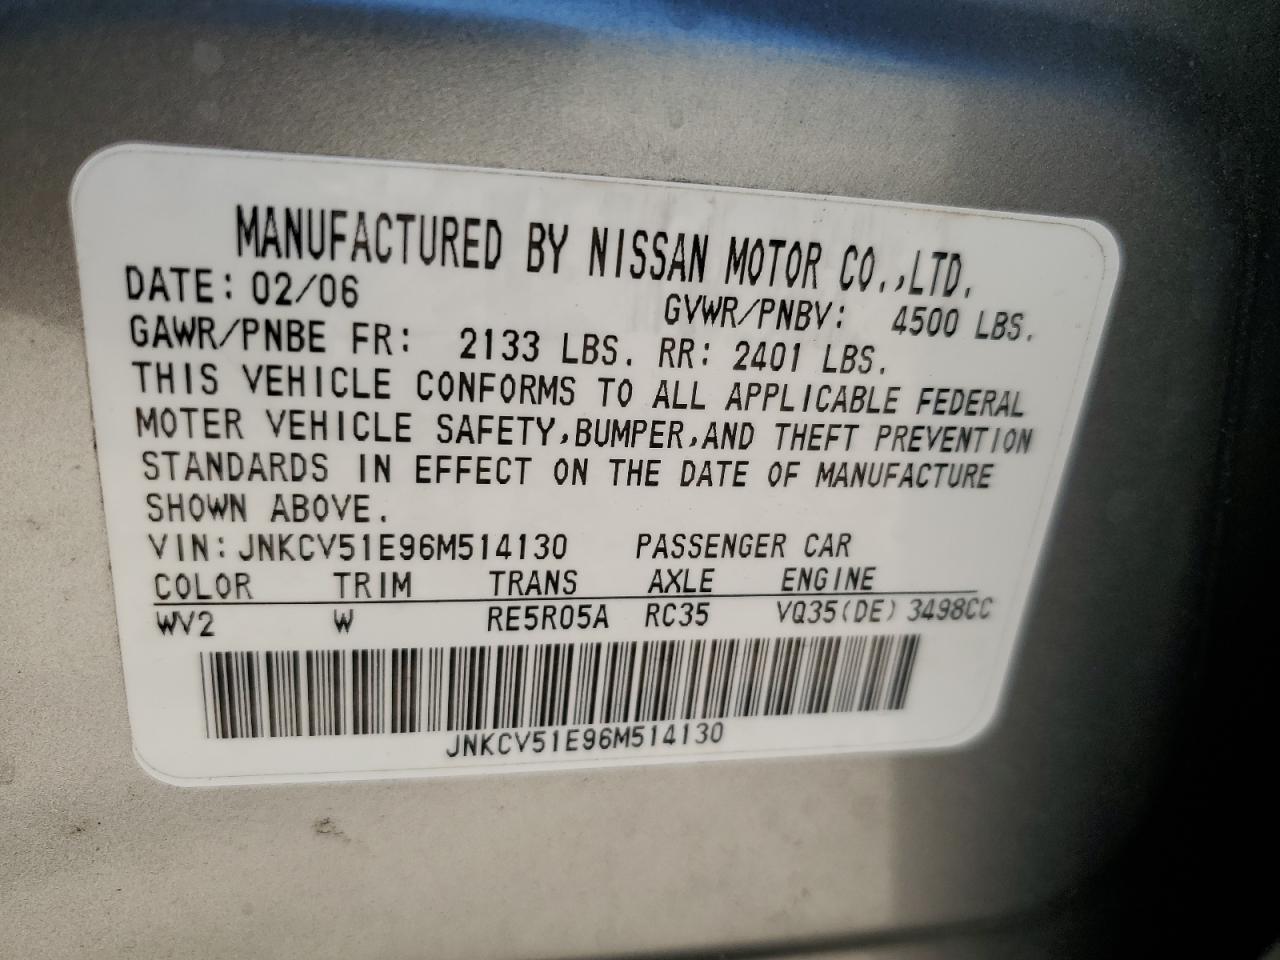 MANUFACTURED BY NISSAN MOTOR CO.,LTD.
DATE: 02/06 GVWR/PNBV: 4500 LBS.
GAWR/PNBE FR: 2133 LBS. RR: 2401 LBS.
THIS VEHICLE CONFORMS TO ALL APPLICABLE FEDERAL
MOTER VEHICLE SAFETY,BUMPER,AND THEFT PREVENTION
STANDARDS IN EFFECT ON THE DATE OF MANUFACTURE
SHOWN ABOVE.
VIN: JNKCV51E96M514130 PASSENGER CAR
COLOR TRIM TRANS AXLE ENGINE
WV2 W RE5R05A RC35 VQ35(DE) 3498CC
JNKCV51E96M514130